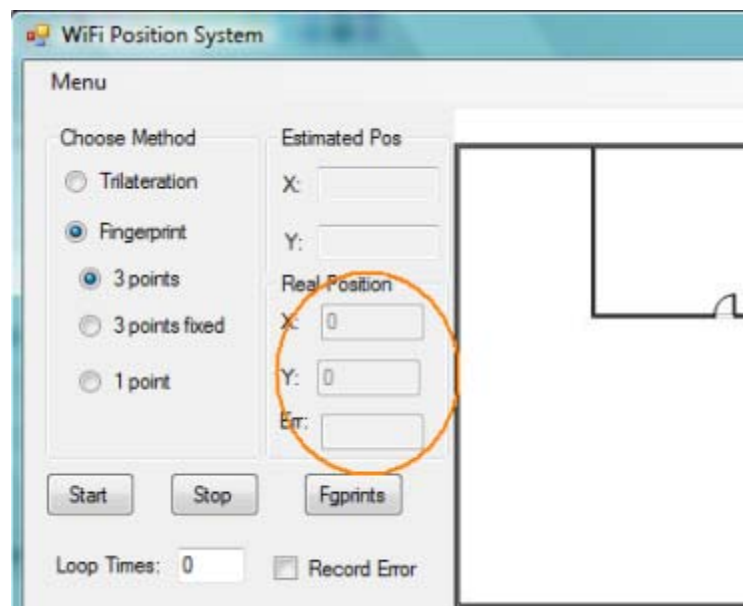 WiFi Position System
Menu
Choose Method
Trilateration
Fingerprint
3 points
3 points fixed
1 point
Estimated Pos
X:
Y:
Real Position
X: 0
Y: 0
Err:
Start Stop Fgprints
Loop Times: 0 Record Error